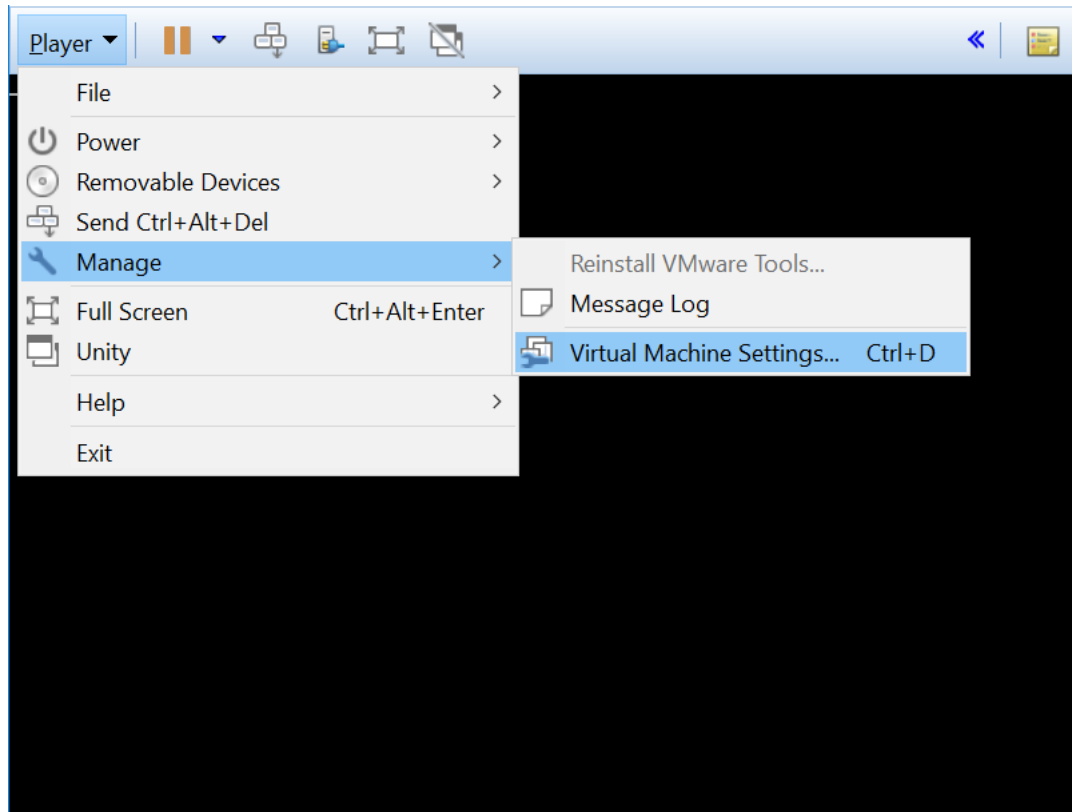 Player
File
Power
Removable Devices
Send Ctrl+Alt+Del
Manage
Reinstall VMware Tools...
Message Log
Full Screen Ctrl+Alt+Enter
Unity
Virtual Machine Settings... Ctrl+D
Help
Exit